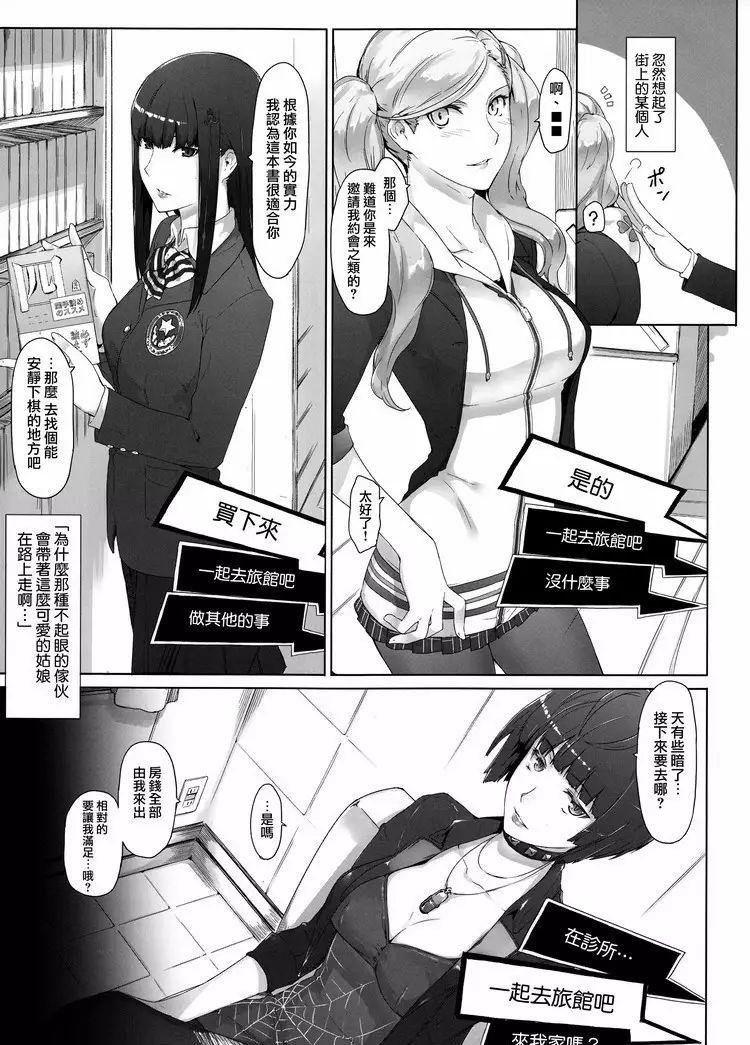 忽然想起了
街上的某個人
啊、■■
ポン
?
那個…
難道你是來
邀請我約會之類的?
太好了!
是的
一起去旅館吧
沒什麼事
根據你如今的實力
我認為這本書很適合你
…那麼 去找個能
安靜下棋的地方吧
買下來
一起去旅館吧
做其他的事
「為什麼那種不起眼的傢伙
會帶著這麼可愛的姑娘
在路上走啊…」
天有些暗了…
接下來要去哪?
在診所…
一起去旅館吧
來我家嗎?
…是嗎
房錢全部
由我來出
相對的
要讓我滿足…哦?